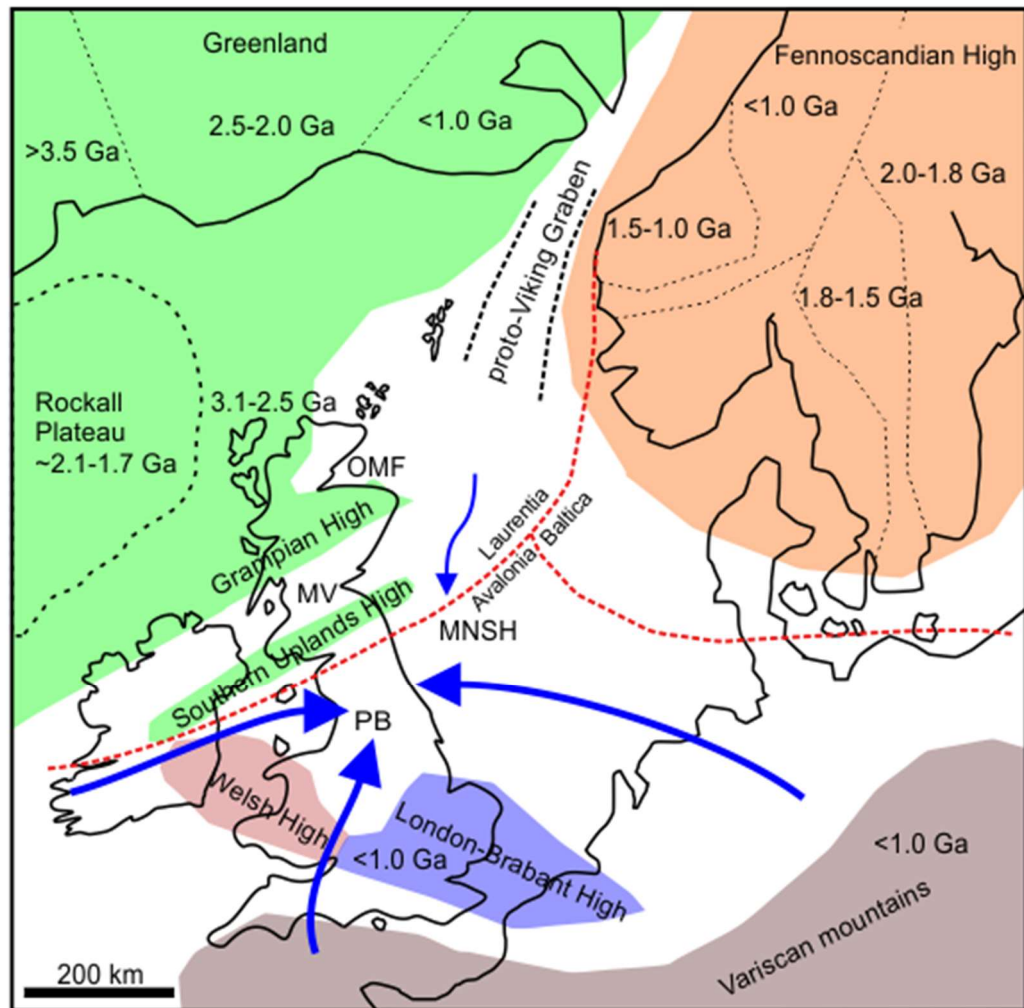 Greenland
Fennoscandian High
<1.0 Ga
2.5-2.0 Ga
<1.0 Ga
>3.5 Ga
2.0-1.8 Ga
proto-Viking Graben
1.5-1.0 Ga
1.8-1.5 Ga
Rockall
Plateau
~2.1-1.7 Ga
3.1-2.5 Ga
OMF
Grampian High
Laurentia
Baltica
Avalonia
MV
MNSH
Southern Uplands High
PB
Welsh High
London-Brabant High
<1.0 Ga
<1.0 Ga
Variscan mountains
200 km